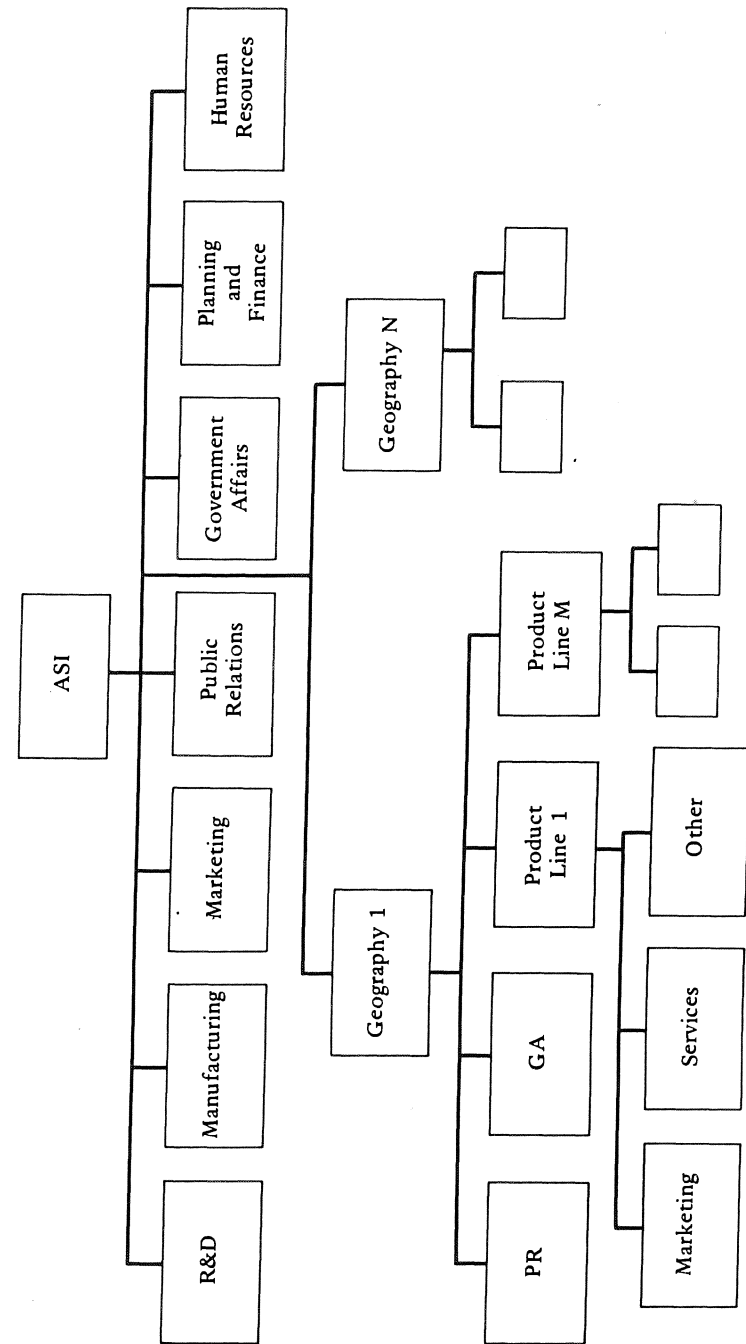 ASI
R&D
Manufacturing
Marketing
Public
Relations
Government
Affairs
Planning
and
Finance
Human
Resources
Geography 1
Geography N
PR
GA
Product
Line 1
Product
Line M
Marketing
Services
Other